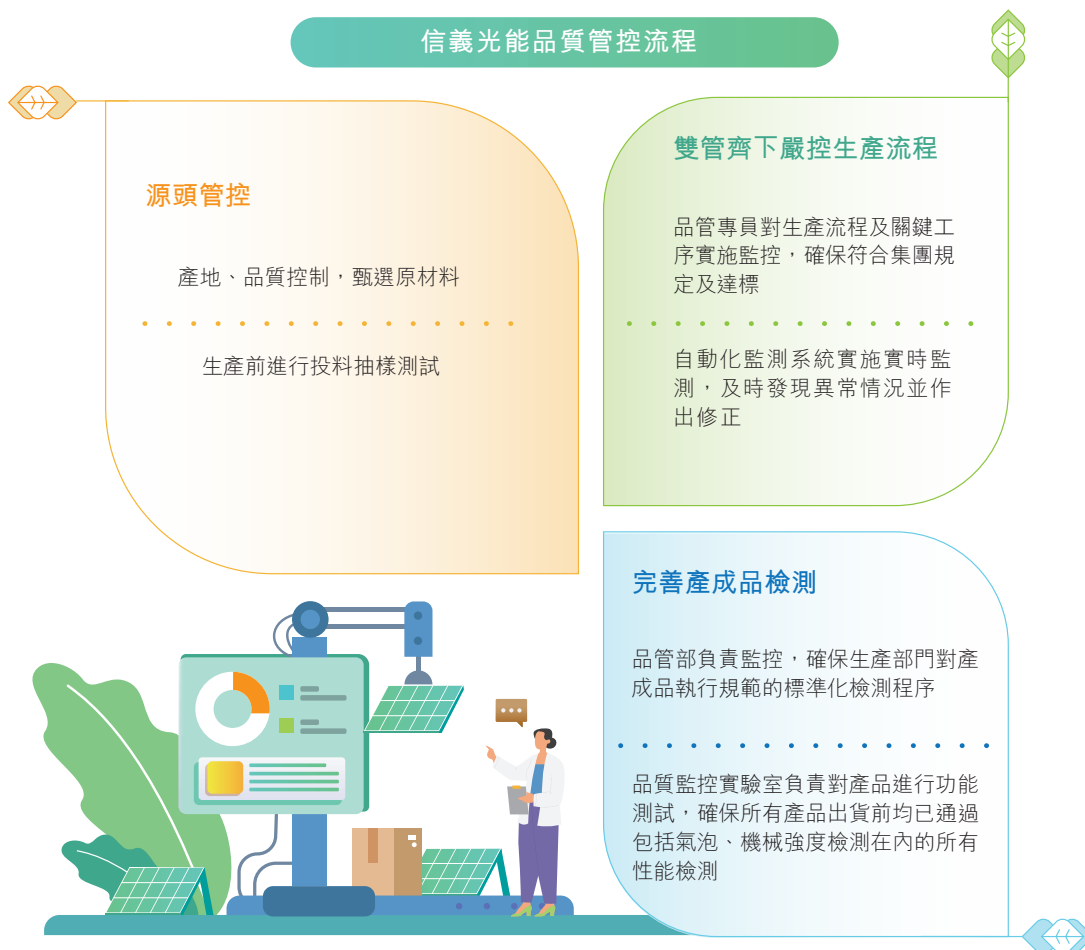 信義光能品質管控流程
源頭管控
產地、品質控制，甄選原材料
生產前進行投料抽樣測試
雙管齊下嚴控生產流程
品管專員對生產流程及關鍵工
序實施監控，確保符合集團規
定及達標
自動化監測系統實施實時監
測，及時發現異常情況並作
出修正
完善產成品檢測
品管部負責監控，確保生產部門對產
成品執行規範的標準化檢測程序
品質監控實驗室負責對產品進行功能
測試，確保所有產品出貨前均已通過
包括氣泡、機械強度檢測在內的所有
性能檢測